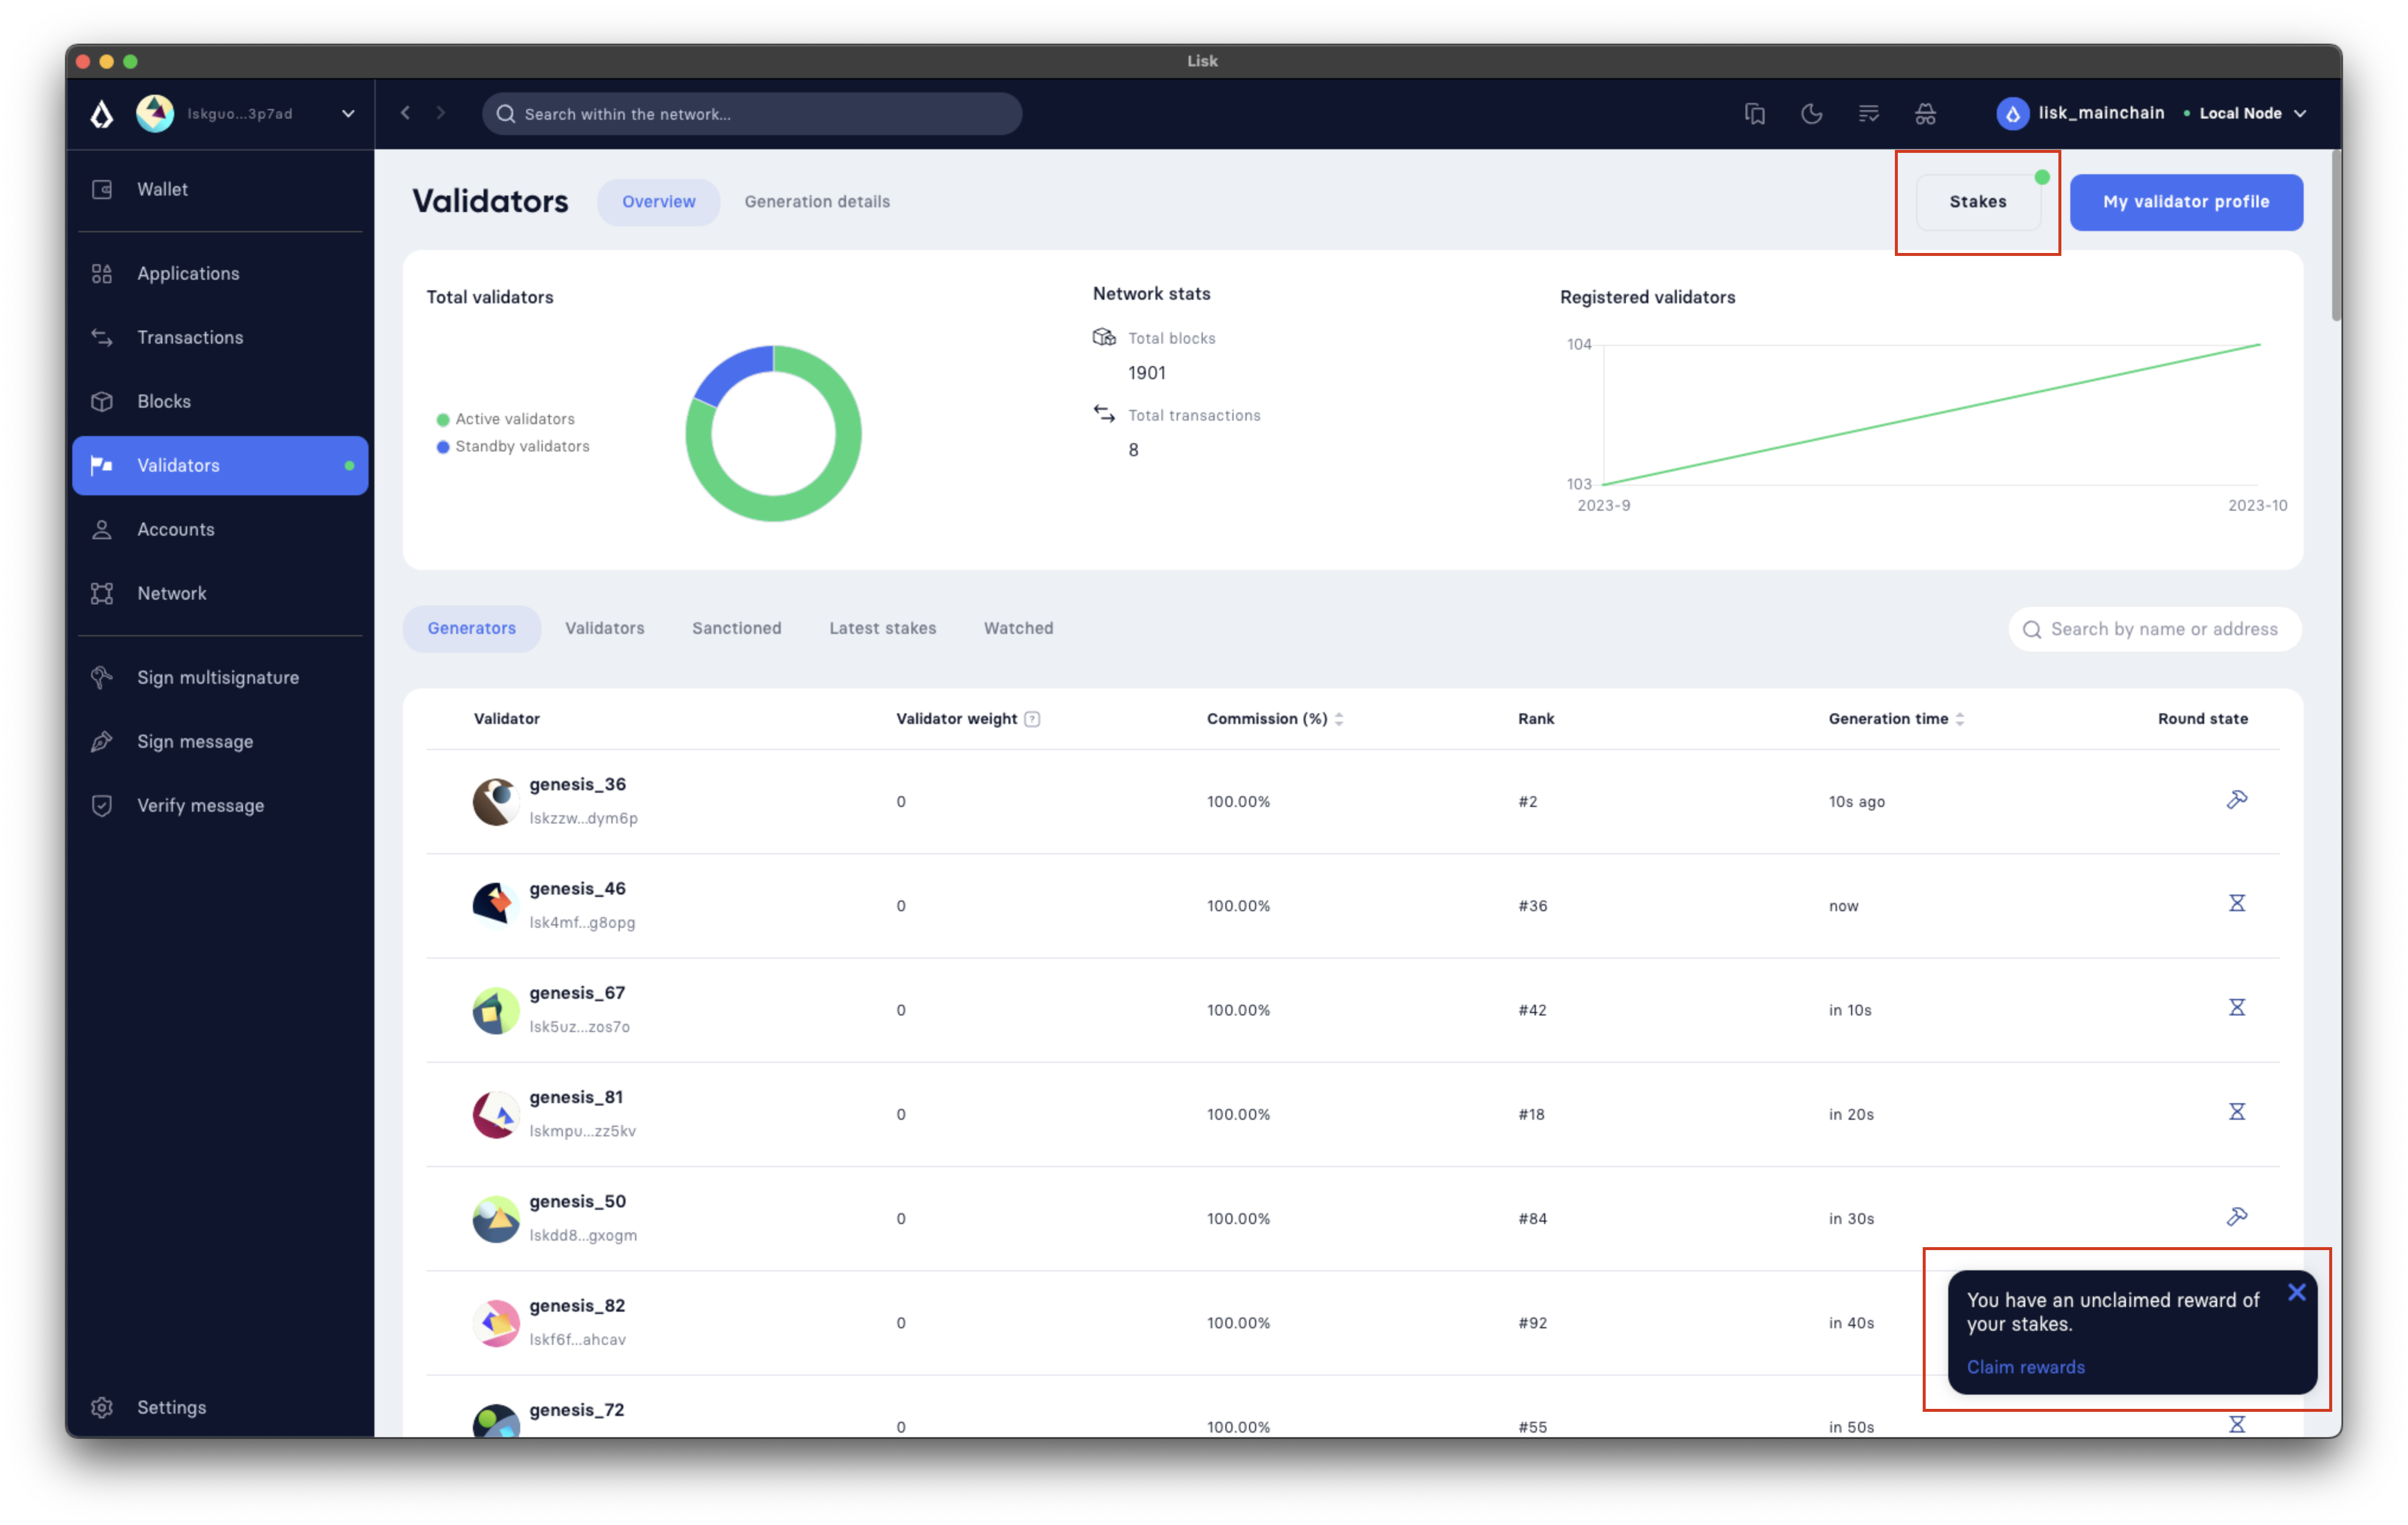 Lisk
lskguo...3p7ad
Search within the network...
lisk_mainchain
Local Node
Wallet
Applications
Transactions
Blocks
Validators
Accounts
Network
Sign multisignature
Sign message
Verify message
Settings
Validators
Overview
Generation details
Stakes
My validator profile
Total validators
Active validators
Standby validators
Network stats
Total blocks
1901
Total transactions
8
Registered validators
104
103
2023-9
2023-10
Generators
Validators
Sanctioned
Latest stakes
Watched
Search by name or address
Validator
Validator weight ?
Commission (%)
Rank
Generation time
Round state
genesis_36
lskzzw...dym6p
0
100.00%
#2
10s ago
genesis_46
lsk4mf...g8opg
0
100.00%
#36
now
genesis_67
lsk5uz...zos7o
0
100.00%
#42
in 10s
genesis_81
lskmpu...zz5kv
0
100.00%
#18
in 20s
genesis_50
lskdd8...gxogm
0
100.00%
#84
in 30s
genesis_82
lskf6f...ahcav
0
100.00%
#92
in 40s
genesis_72
0
100.00%
#55
in 50s
You have an unclaimed reward of
your stakes.
Claim rewards